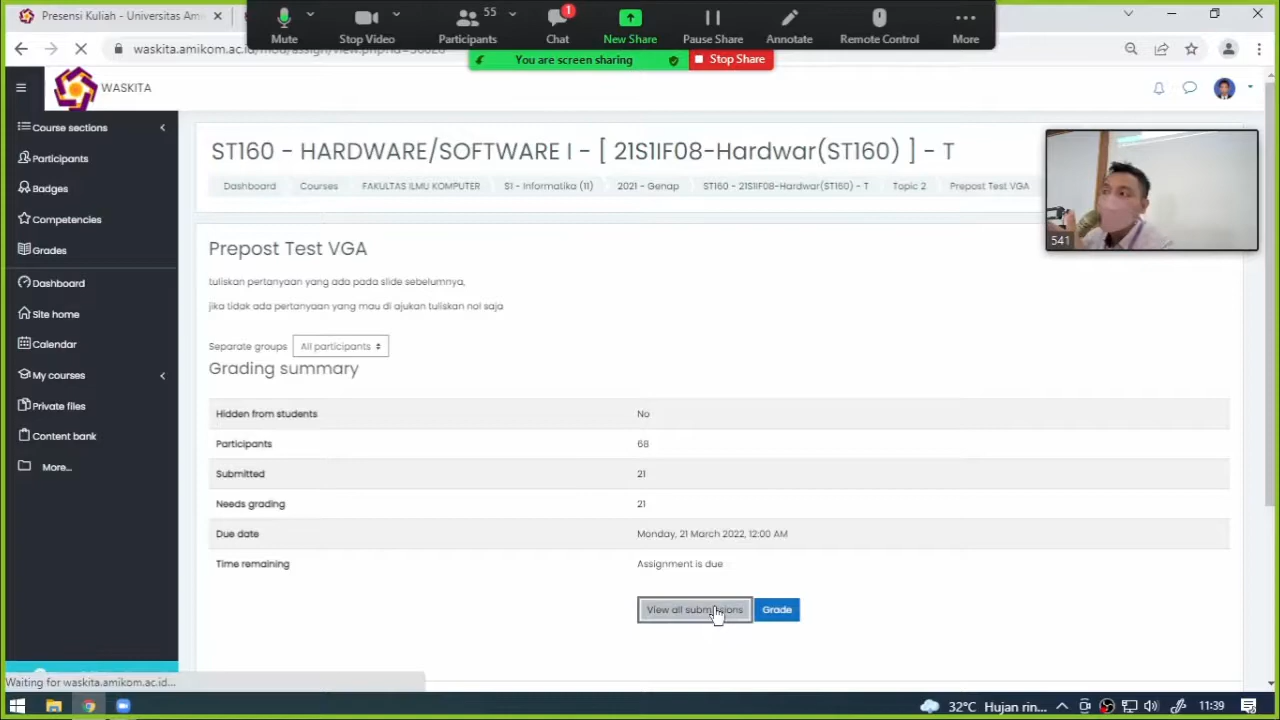 Presensi Kuliah - Universitas Am
Mute
Stop Video
55
Participants
1
Chat
New Share
Pause Share
Annotate
Remote Control
More
You are screen sharing
Stop Share
WASKITA
Course sections
Participants
Badges
Competencies
Grades
Dashboard
Site home
Calendar
My courses
Private files
Content bank
More...
ST160 - HARDWARE/SOFTWARE I - [ 21S1IF08-Hardwar(ST160) ] - T
Dashboard Courses FAKULTAS ILMU KOMPUTER S1 - Informatika (11) 2021 - Genap ST160 - 21S1IF08-Hardwar(ST160) - T Topic 2 Prepost Test VGA
541
Prepost Test VGA
tuliskan pertanyaan yang ada pada slide sebelumnya,
jika tidak ada pertanyaan yang mau di ajukan tuliskan nol saja
Separate groups All participants
Grading summary
Hidden from students No
Participants 68
Submitted 21
Needs grading 21
Due date Monday, 21 March 2022, 12:00 AM
Time remaining Assignment is due
View all submissions Grade
Waiting for waskita.amikom.ac.id...
32°C Hujan rin... 11:39